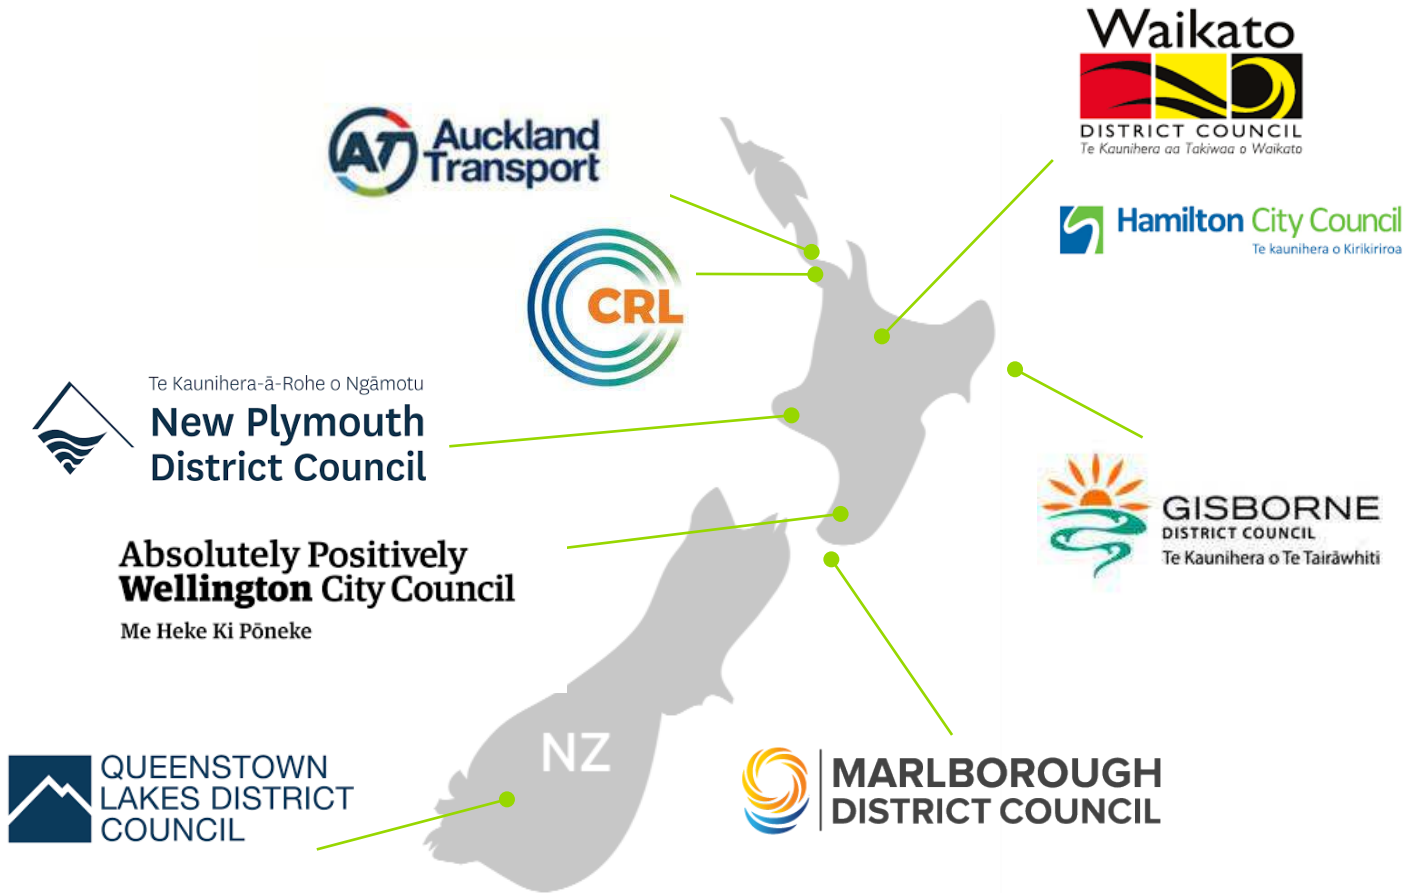 Waikato
DISTRICT COUNCIL
Te Kaunihera aa Takiwaa o Waikato
AT Auckland
Transport
Hamilton City Council
Te kaunihera o Kirikiriroa
CRL
Te Kaunihera-ā-Rohe o Ngāmotu
New Plymouth
District Council
GISBORNE
DISTRICT COUNCIL
Te Kaunihera o Te Tairāwhiti
Absolutely Positively
Wellington City Council
Me Heke Ki Pōneke
NZ
QUEENSTOWN
LAKES DISTRICT
COUNCIL
MARLBOROUGH
DISTRICT COUNCIL